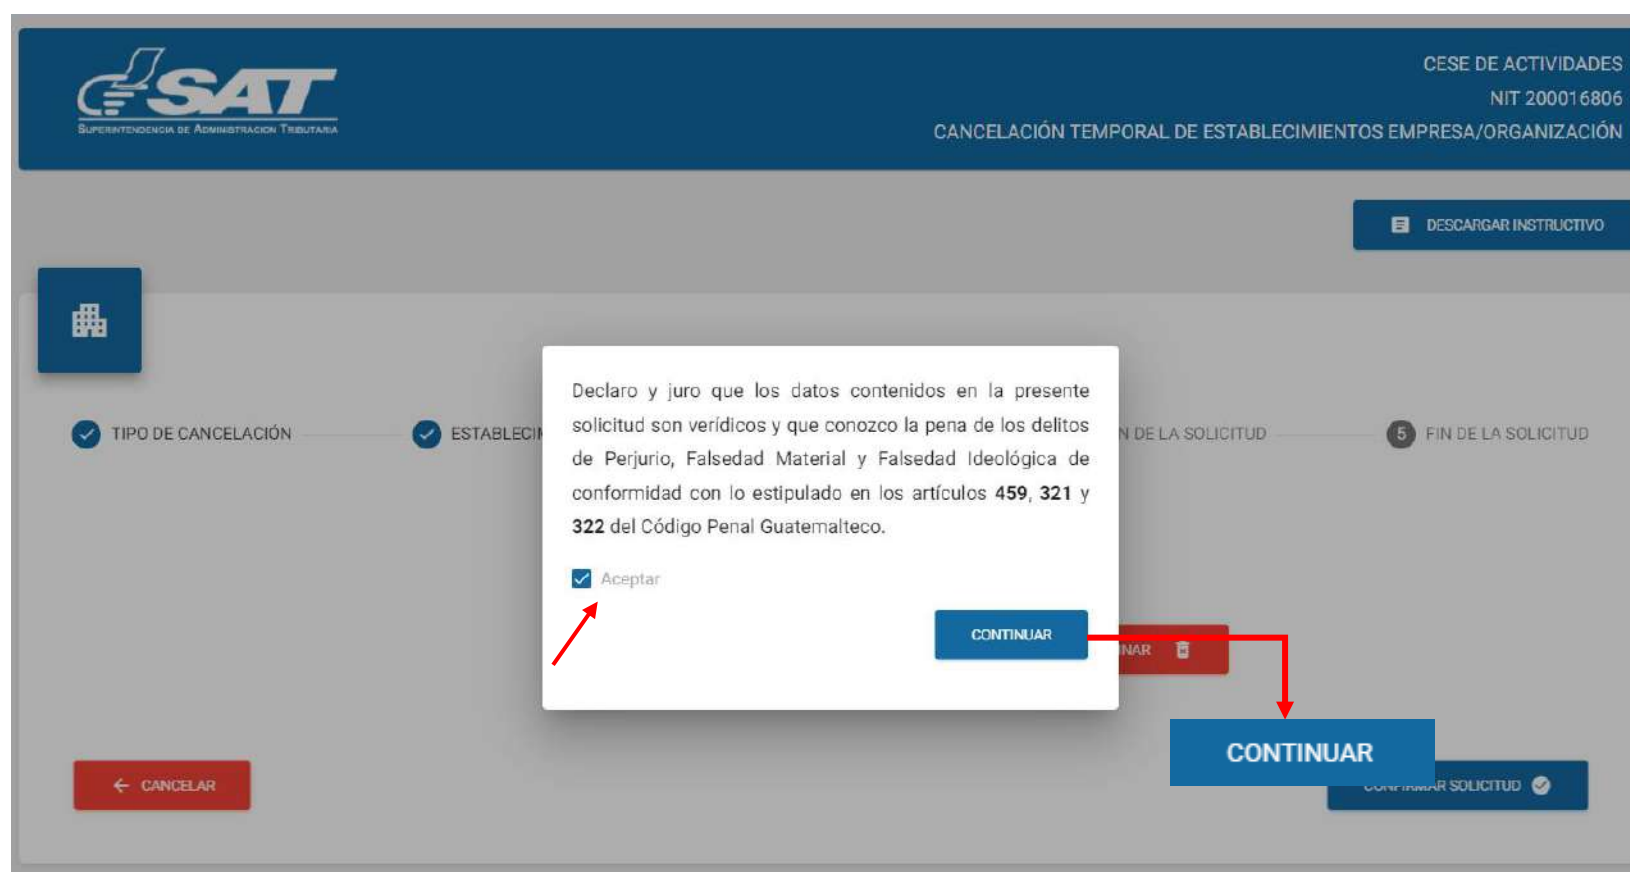 SAT
SUPERINTENDENCIA DE ADMINISTRACION TRIBUTARIA
CESE DE ACTIVIDADES
NIT 200016806
CANCELACIÓN TEMPORAL DE ESTABLECIMIENTOS EMPRESA/ORGANIZACIÓN
DESCARGAR INSTRUCTIVO
TIPO DE CANCELACIÓN
N DE LA SOLICITUD
5 FIN DE LA SOLICITUD
Declaro y juro que los datos contenidos en la presente
solicitud son verídicos y que conozco la pena de los delitos
de Perjurio, Falsedad Material y Falsedad Ideológica de
conformidad con lo estipulado en los artículos 459, 321 y
322 del Código Penal Guatemalteco.
Aceptar
CONTINUAR
CONTINUAR
CANCELAR
CONFIRMAR SOLICITUD